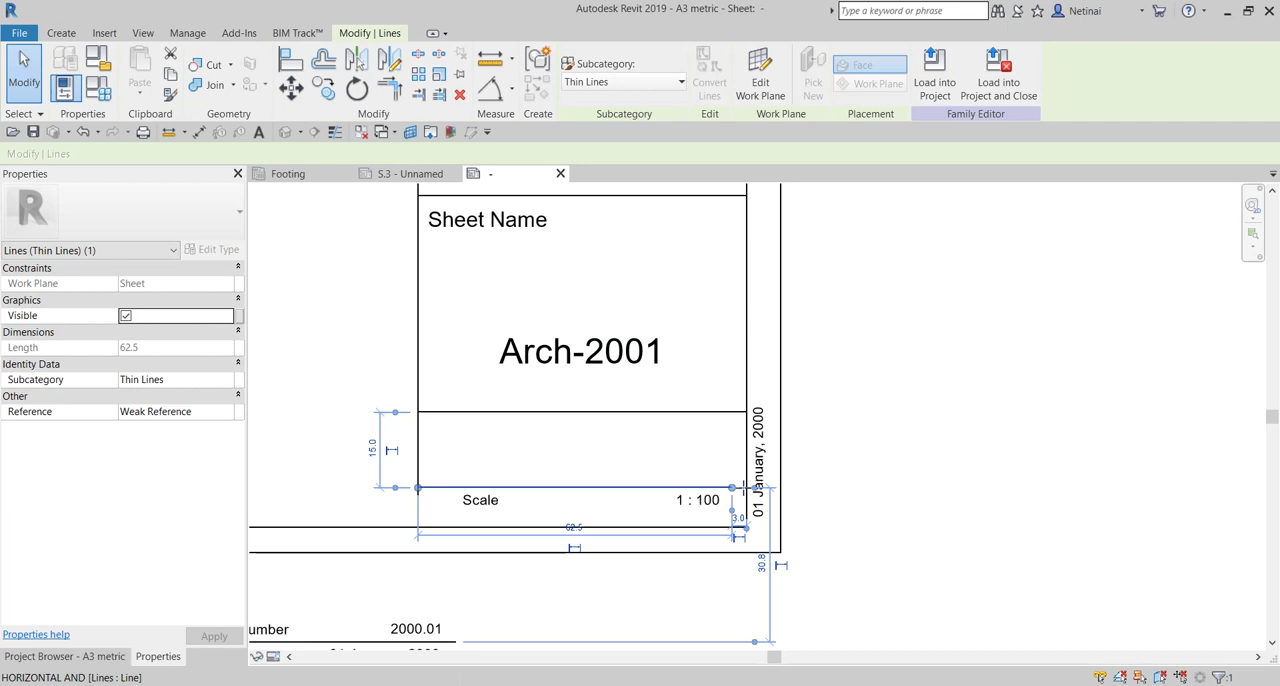 Autodesk Revit 2019 - A3 metric - Sheet: -
Type a keyword or phrase
Netinai
File
Create
Insert
View
Manage
Add-Ins
BIM Track™
Modify | Lines
Modify
Paste
Cut
Join
Subcategory:
Thin Lines
Convert
Lines
Edit
Work Plane
Pick
New
Face
Work Plane
Load into
Project
Load into
Project and Close
Select
Properties
Clipboard
Geometry
Modify
Measure
Create
Subcategory
Edit
Work Plane
Placement
Family Editor
Modify | Lines
Properties
Footing
S.3 - Unnamed
-
Lines (Thin Lines) (1)
Edit Type
Constraints
Work Plane
Sheet
Graphics
Visible
Dimensions
Length
62.5
Identity Data
Subcategory
Thin Lines
Other
Reference
Weak Reference
Sheet Name
Arch-2001
15.0
01 January, 2000
Scale
1 : 100
3.0
62.5
30.8
umber
2000.01
Properties help
Apply
Project Browser - A3 metric
Properties
HORIZONTAL AND [Lines : Line]
:1